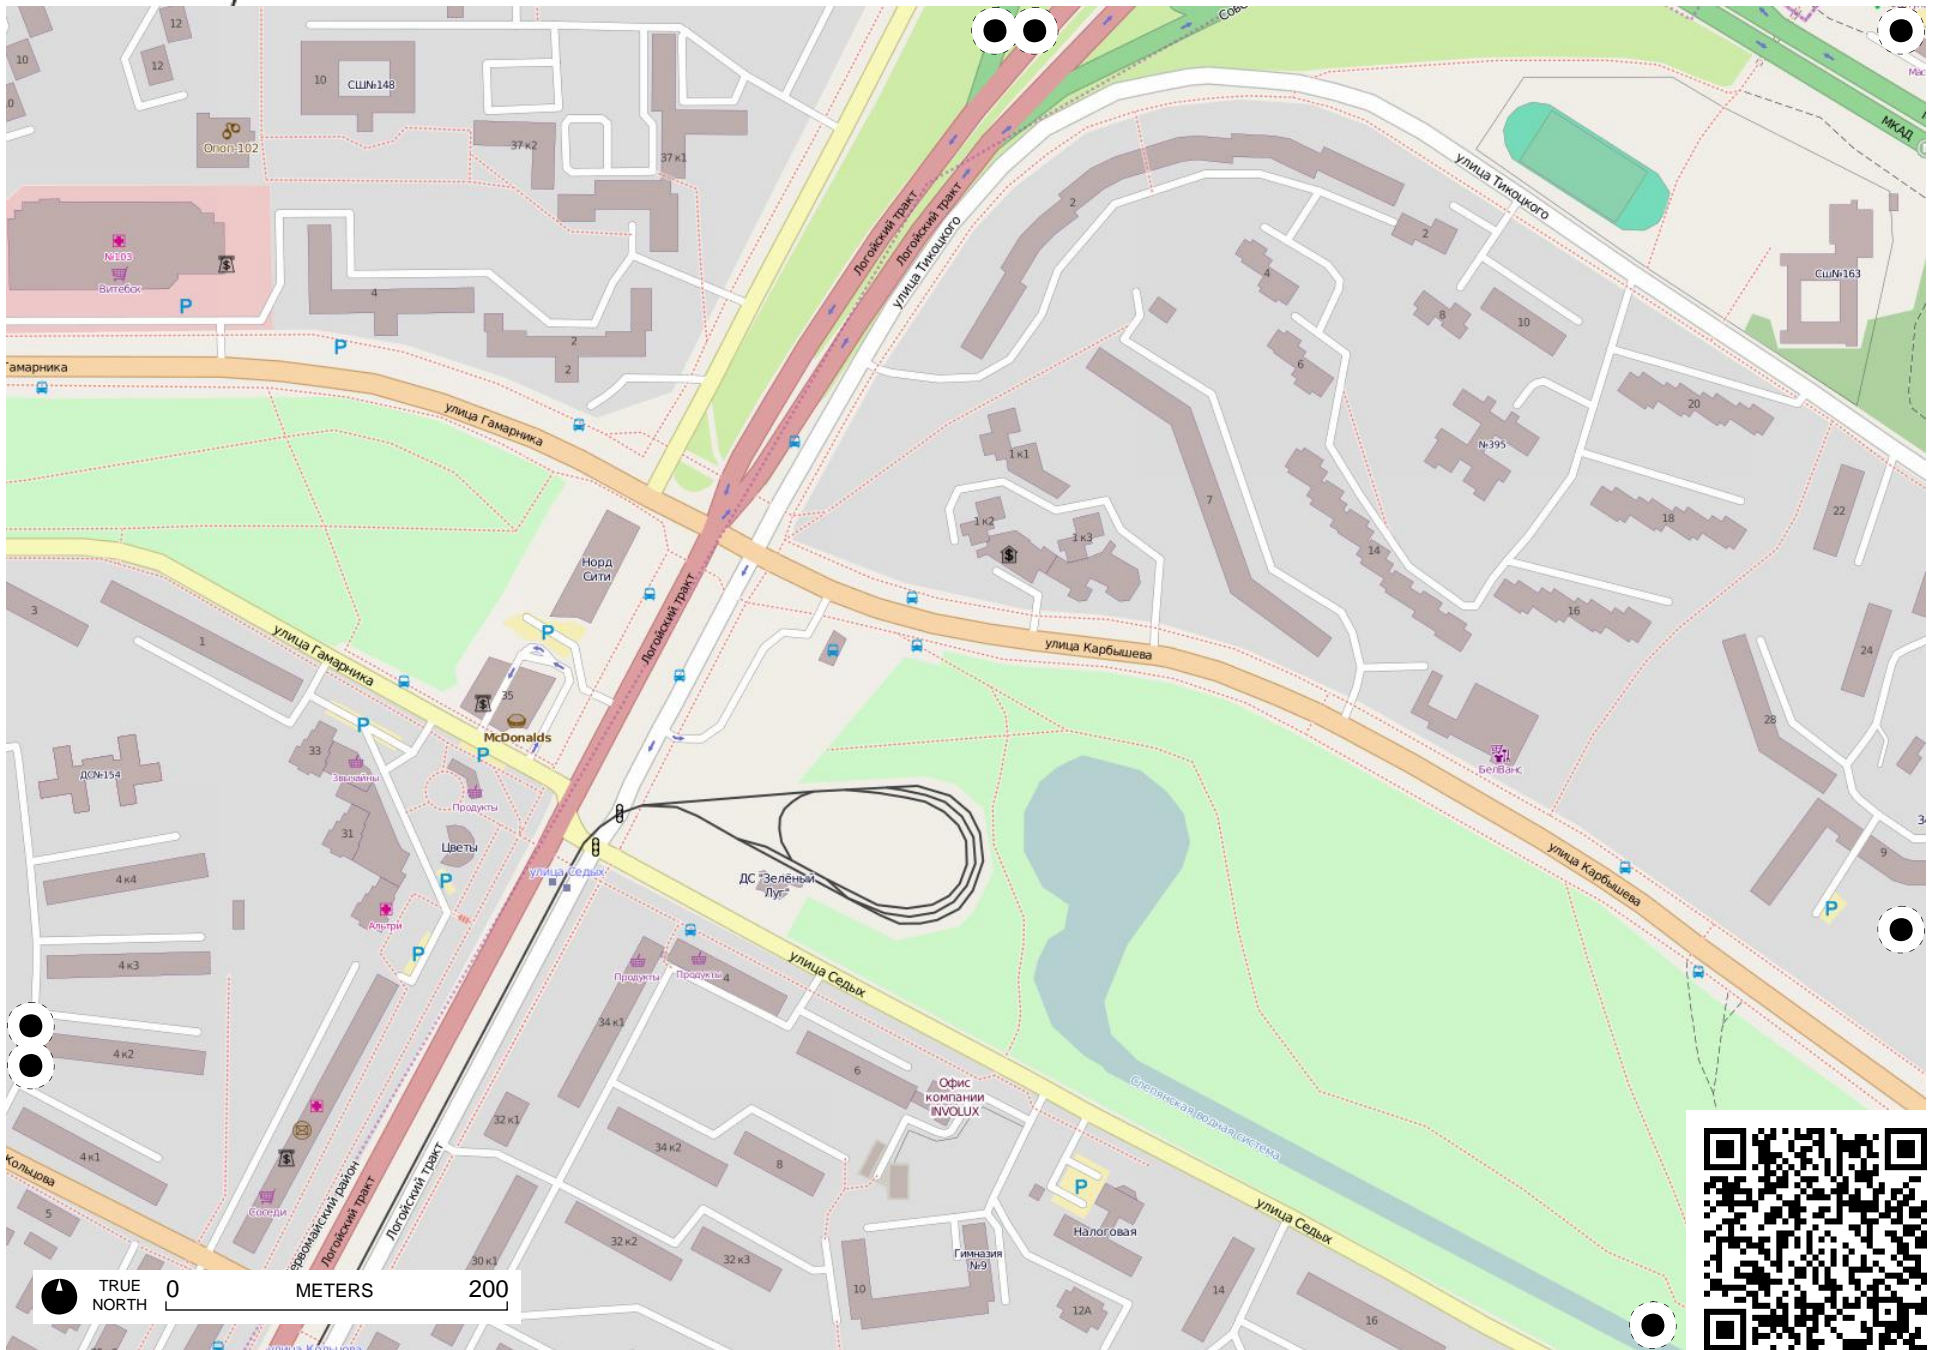 12
12
10
10
СШ№148
Опоп-102
37 к2
37 к1
№103
Витебск
P
4
2
2
P
Гамарника
улица Гамарника
Логойский тракт
Логойский тракт
улица Тикоцкого
улица Тикоцкого
МКАД
2
2
4
6
8
10
СШ№163
20
№395
18
22
14
16
24
28
7
1 к1
1 к2
1 к3
Норд
Сити
P
35
McDonalds
P
P
улица Гамарника
3
1
33
Звычайны
Продукты
ДС№154
31
Цветы
P
Альтри
P
4 к4
4 к3
4 к2
4 к1
Логойский тракт
улица Карбышева
БелВанс
улица Карбышева
9
P
ДС "Зелёный
Луг"
улица Седых
улица Седых
Продукты
Продукты
4
34 к1
6
Офис
компании
INVOLUX
Слепянская водная система
32 к1
34 к2
8
P
Налоговая
улица Седых
Гимназия
№9
10
12А
14
16
32 к2
32 к3
30 к1
Кольцова
5
Соседи
Логойский тракт
Логойский тракт
TRUE
NORTH
0 METERS 200
улица Кольцова